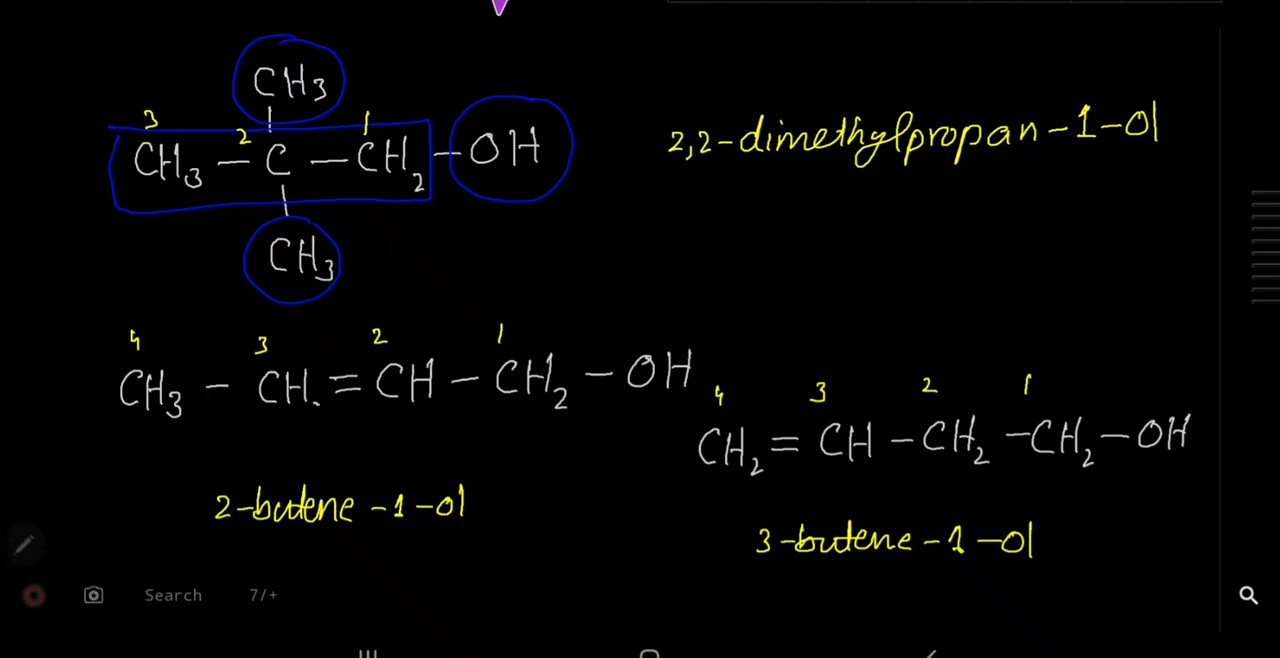 CH3
3 2 1
CH3 – C – CH2 – OH
2,2-dimethylpropan-1-ol
CH3
4 3 2 1
CH3 – CH. = CH – CH2 – OH
4 3 2 1
CH2 = CH – CH2 – CH2 – OH
2-butene-1-ol
3-butene-1-ol
Search 7/+